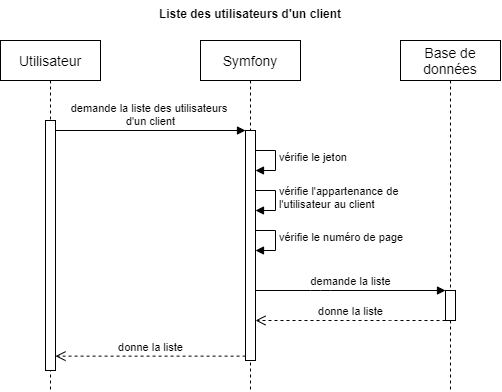 Liste des utilisateurs d'un client
Utilisateur
Symfony
Base de
données
demande la liste des utilisateurs
d'un client
vérifie le jeton
vérifie l'appartenance de
l'utilisateur au client
vérifie le numéro de page
demande la liste
donne la liste
donne la liste